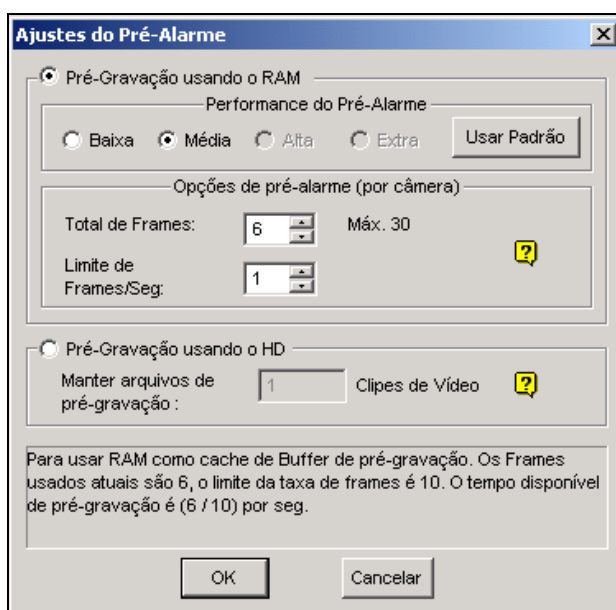 Ajustes do Pré-Alarme
Pré-Gravação usando o RAM
Performance do Pré-Alarme
Baixa Média Alta Extra Usar Padrão
Opções de pré-alarme (por câmera)
Total de Frames: 6 Máx. 30
Limite de
Frames/Seg: 1
Pré-Gravação usando o HD
Manter arquivos de
pré-gravação : 1 Clipes de Vídeo
Para usar RAM como cache de Buffer de pré-gravação. Os Frames
usados atuais são 6, o limite da taxa de frames é 10. O tempo disponível
de pré-gravação é (6 / 10) por seg.
OK Cancelar